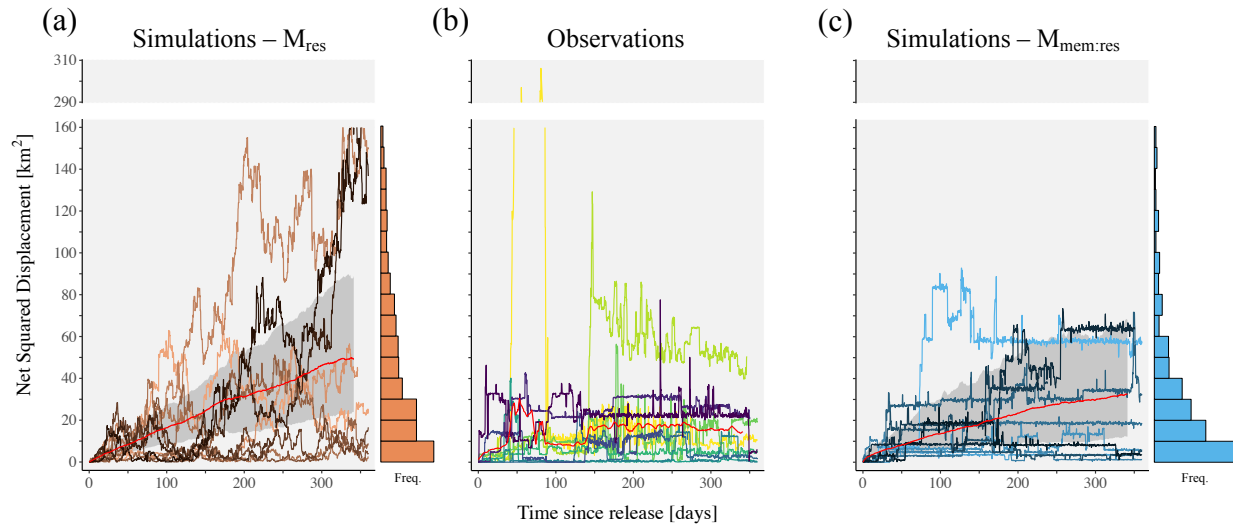 (a)
Simulations – Mres
(b)
Observations
(c)
Simulations – Mmem:res
Net Squared Displacement [km²]
310
290
160
140
120
100
80
60
40
20
0
0 100 200 300
Freq.
0 100 200 300
0 100 200 300
Freq.
Time since release [days]